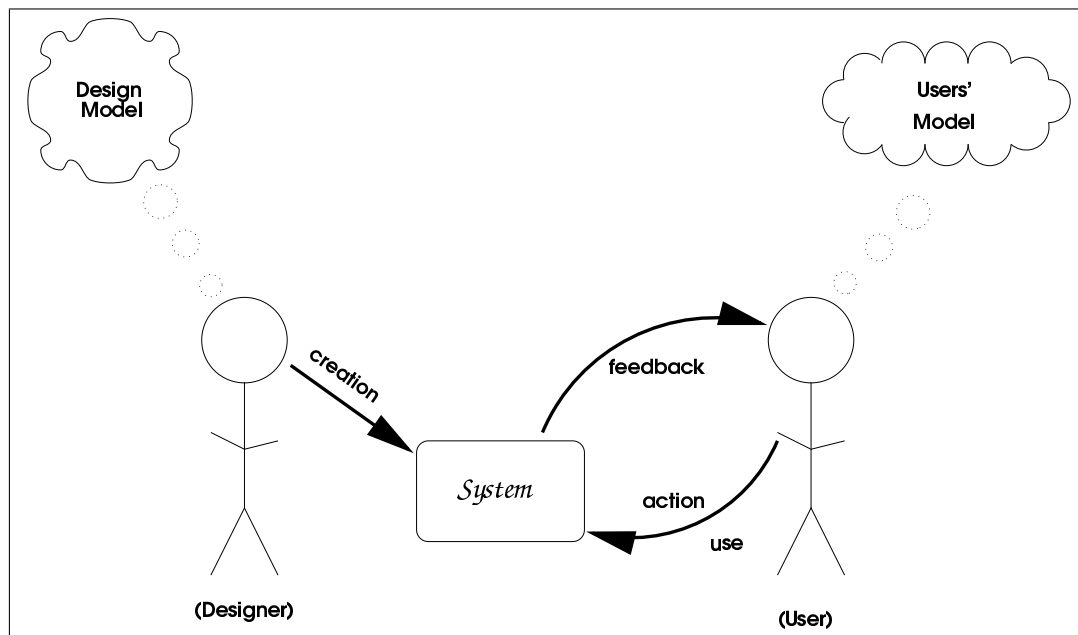 Design
Model
Users'
Model
creation
feedback
System
action
use
(Designer)
(User)